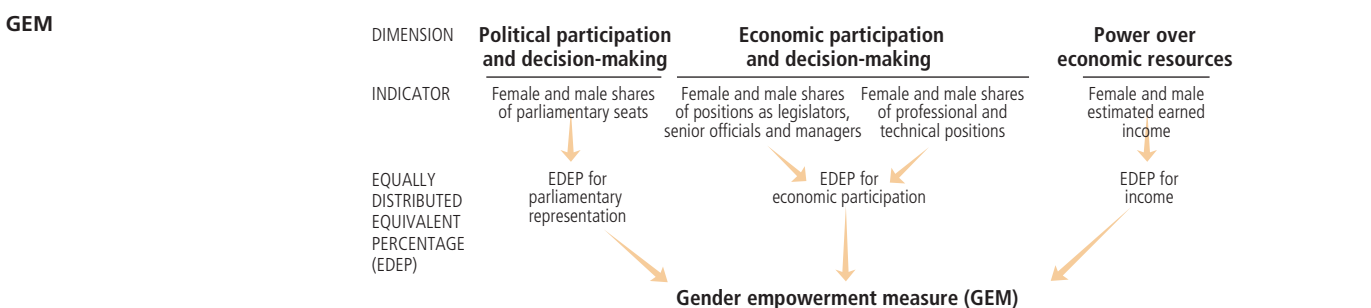 GEM
DIMENSION
Political participation
and decision-making
Economic participation
and decision-making
Power over
economic resources
INDICATOR
Female and male shares
of parliamentary seats
Female and male shares
of positions as legislators,
senior officials and managers
Female and male shares
of professional and
technical positions
Female and male
estimated earned
income
EQUALLY
DISTRIBUTED
EQUIVALENT
PERCENTAGE
(EDEP)
EDEP for
parliamentary
representation
EDEP for
economic participation
EDEP for
income
Gender empowerment measure (GEM)